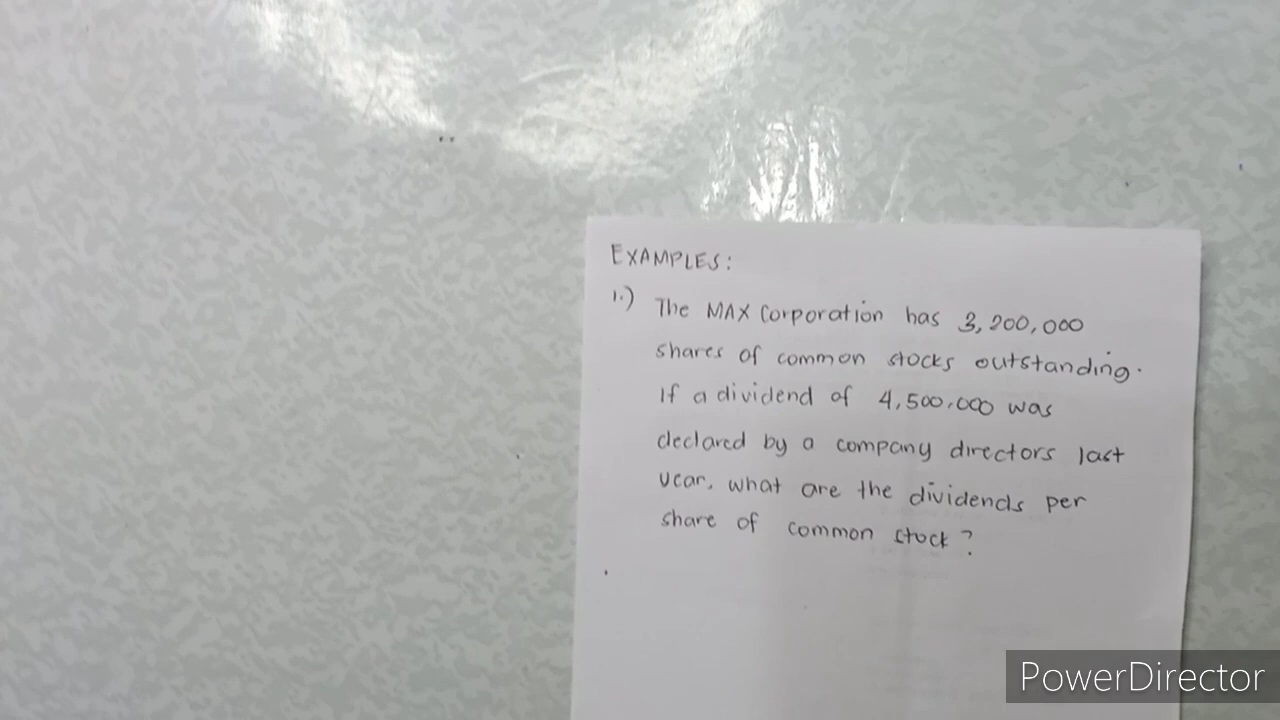 EXAMPLES:
1.) The MAX Corporation has 3,200,000
shares of common stocks outstanding.
If a dividend of 4,500,000 was
declared by a company directors last
year, what are the dividends per
share of common stock?
PowerDirector